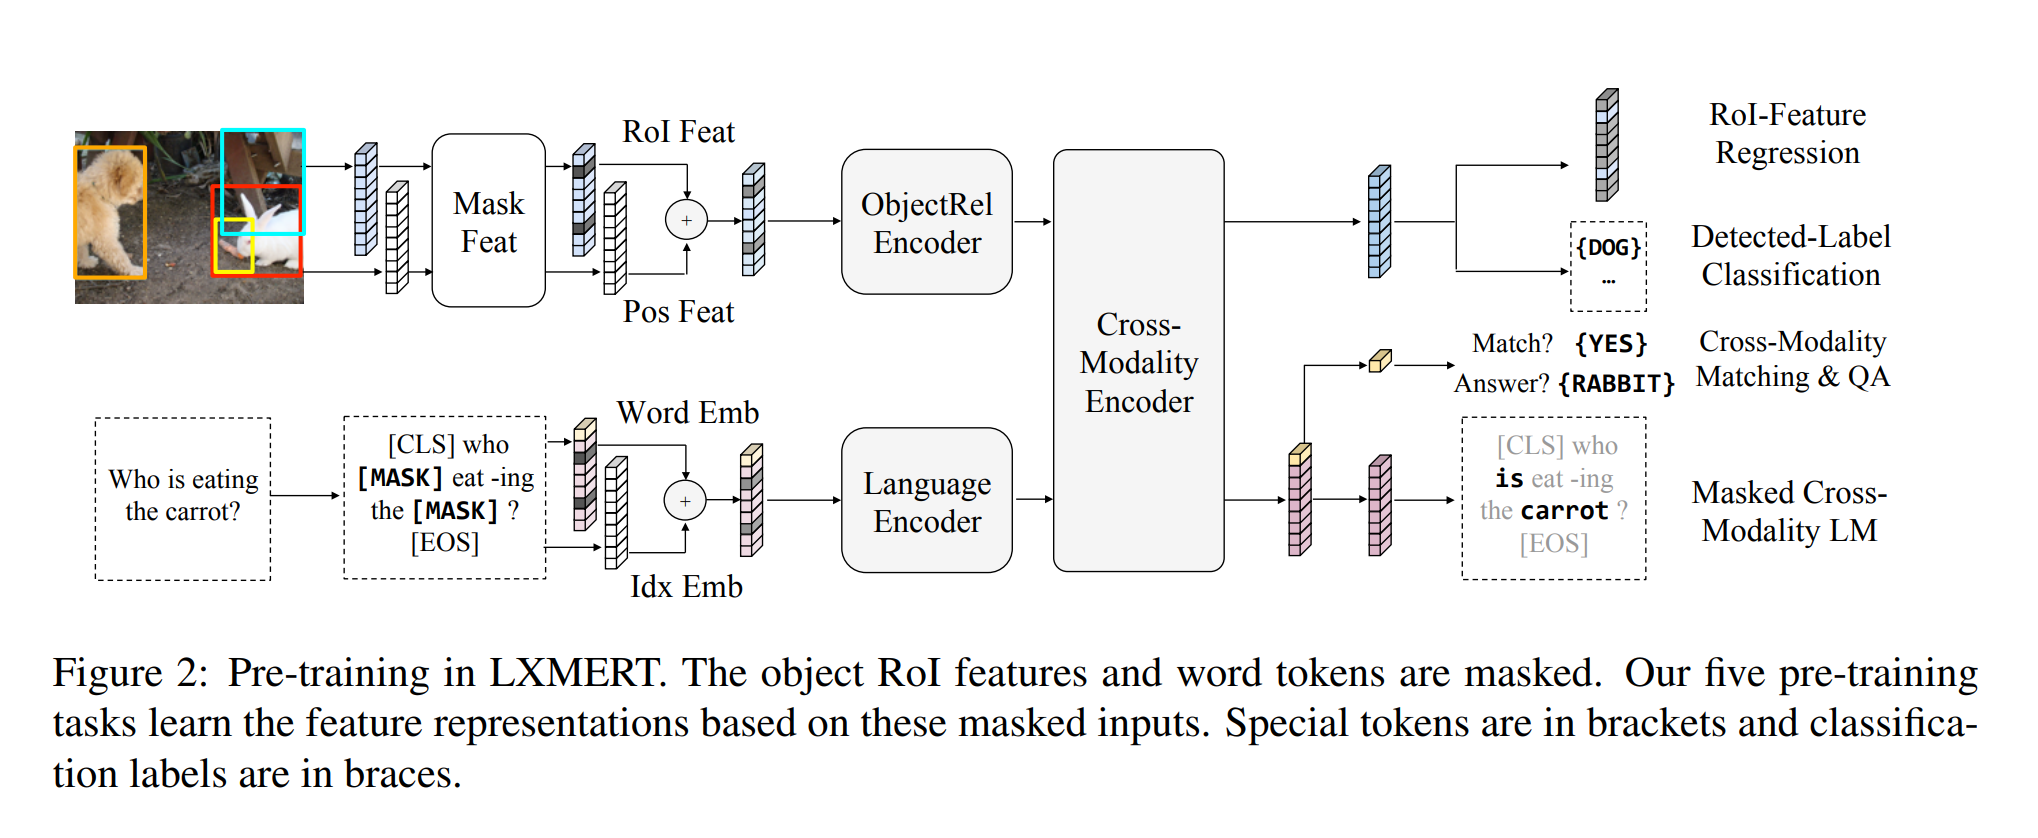 RoI Feat
Mask
Feat
Pos Feat
ObjectRel
Encoder
Who is eating
the carrot?
[CLS] who
[MASK] eat -ing
the [MASK] ?
[EOS]
Word Emb
Idx Emb
Language
Encoder
Cross-
Modality
Encoder
RoI-Feature
Regression
{DOG}
...
Detected-Label
Classification
Match? {YES}
Answer? {RABBIT}
Cross-Modality
Matching & QA
[CLS] who
is eat -ing
the carrot ?
[EOS]
Masked Cross-
Modality LM
Figure 2: Pre-training in LXMERT. The object RoI features and word tokens are masked. Our five pre-training
tasks learn the feature representations based on these masked inputs. Special tokens are in brackets and classifica-
tion labels are in braces.